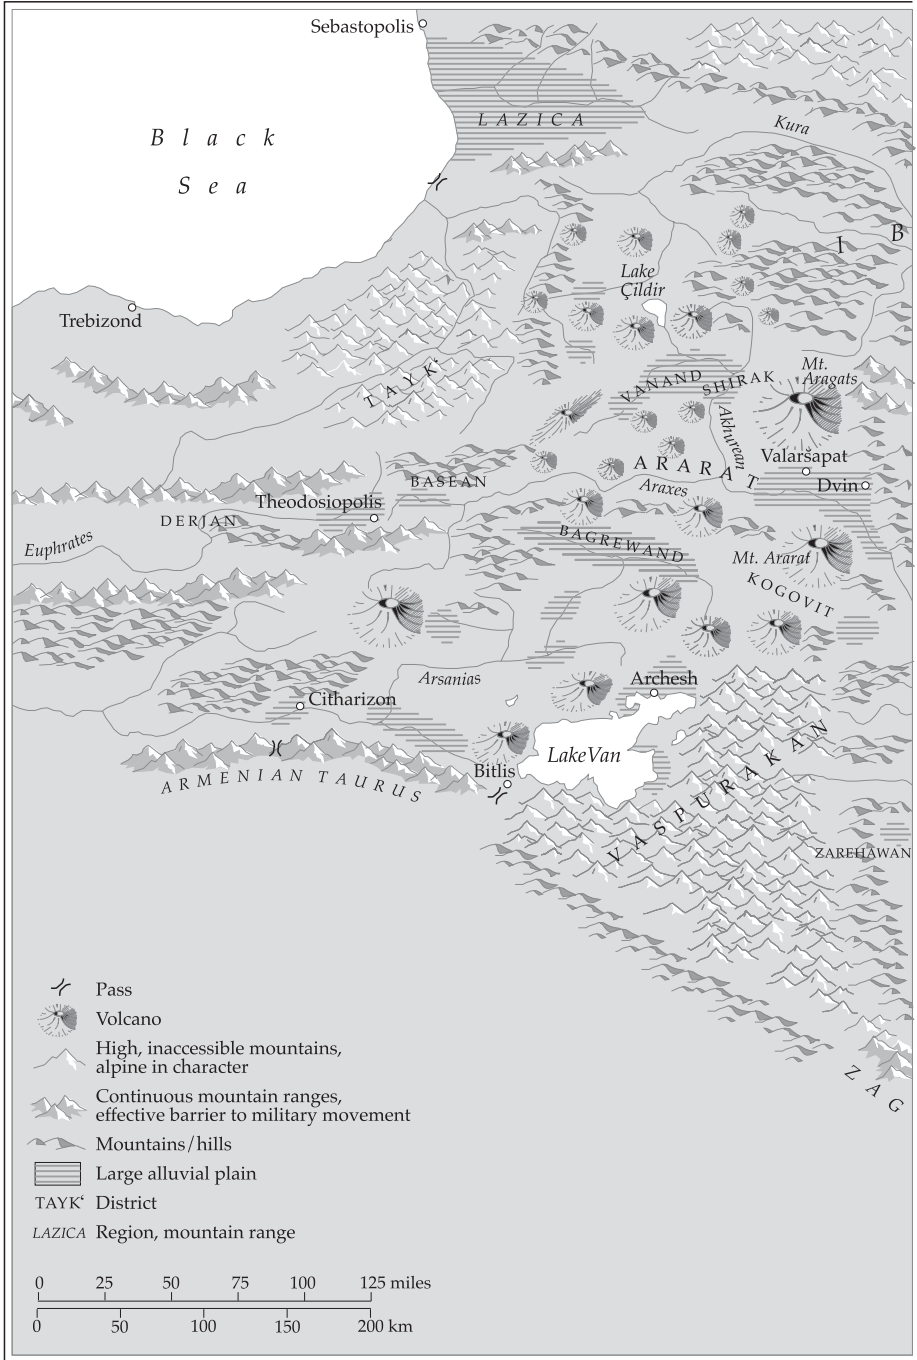 Sebastopolis
Black
Sea
LAZICA
Kura
I B
Lake
Çildir
Trebizond
TAYKʻ
VANAND
SHIRAK
Mt.
Aragats
Akhurean
Valaršapat
ARARAT
Dvin
BASEAN
Araxes
Theodosiopolis
DERJAN
Euphrates
BAGREWAND
Mt. Ararat
KOGOVIT
Arsanias
Archesh
Citharizon
Lake Van
Bitlis
ARMENIAN TAURUS
VASPURAKAN
ZAREHAWAN
ZAG
Pass
Volcano
High, inaccessible mountains,
alpine in character
Continuous mountain ranges,
effective barrier to military movement
Mountains/hills
Large alluvial plain
TAYKʻ District
LAZICA Region, mountain range
0 25 50 75 100 125 miles
0 50 100 150 200 km